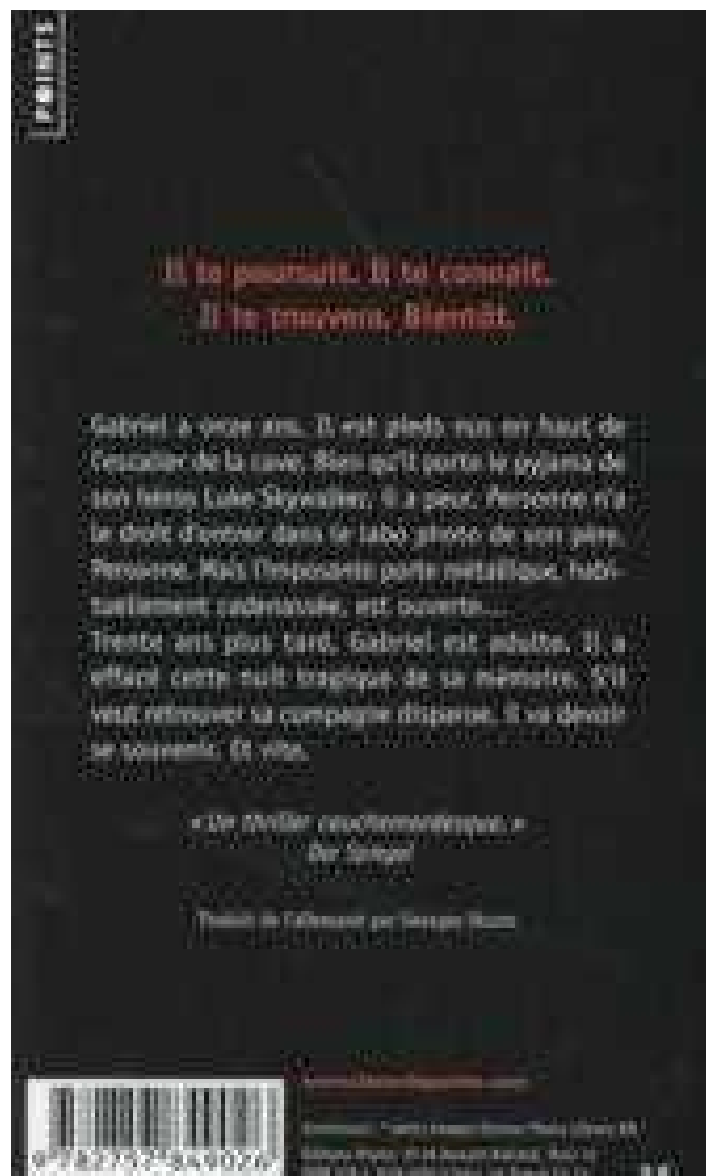 POINTS
Il te poursuit. Il te connaît.
Il te trouvera. Bientôt.
Gabriel a onze ans. Il est pieds nus en haut de
l'escalier de la cave. Bien qu'il porte le pyjama de
son héros Luke Skywalker, il a peur. Personne n'a
le droit d'entrer dans le labo photo de son père.
Personne. Mais l'imposante porte métallique, habi-
tuellement cadenassée, est ouverte...
Trente ans plus tard, Gabriel est adulte. Il a
effacé cette nuit tragique de sa mémoire. S'il
veut retrouver sa compagne disparue, il va devoir
se souvenir. Et vite.
« Un thriller cauchemardesque. »
Der Spiegel
Traduit de l'allemand par Georges